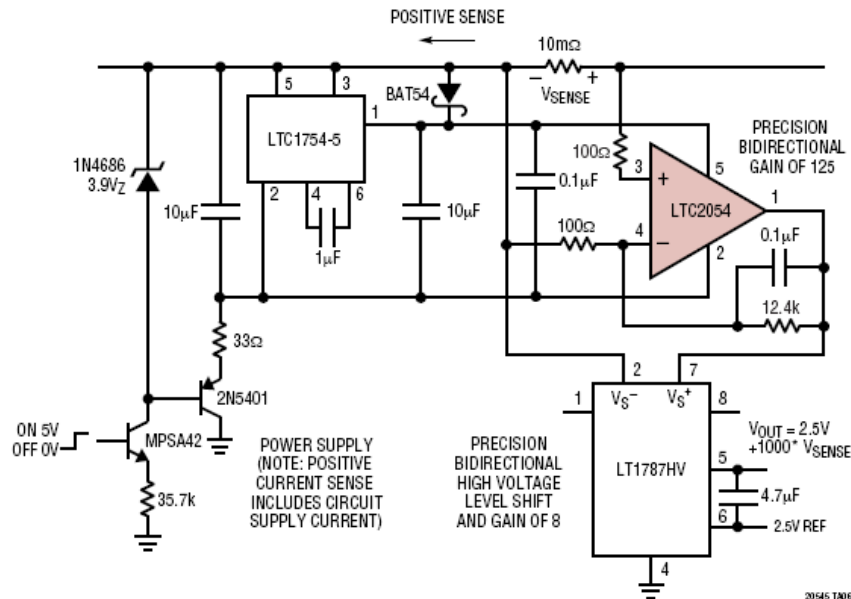 POSITIVE SENSE
10mΩ
− +
VSENSE
BAT54
5
3
1
LTC1754-5
2
4
6
1N4686
3.9VZ
10µF
1µF
10µF
0.1µF
100Ω
3
+
5
LTC2054
1
PRECISION
BIDIRECTIONAL
GAIN OF 125
100Ω
4
−
2
0.1µF
12.4k
33Ω
2N5401
ON 5V
OFF 0V
MPSA42
35.7k
POWER SUPPLY
(NOTE: POSITIVE
CURRENT SENSE
INCLUDES CIRCUIT
SUPPLY CURRENT)
PRECISION
BIDIRECTIONAL
HIGH VOLTAGE
LEVEL SHIFT
AND GAIN OF 8
2
7
1
VS−
VS+
8
LT1787HV
5
6
4
VOUT = 2.5V
+1000* VSENSE
4.7µF
2.5V REF
20545 TA06